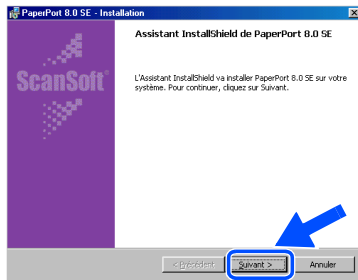 PaperPort 8.0 SE - Installation
Assistant InstallShield de PaperPort 8.0 SE
ScanSoft®
L'Assistant InstallShield va installer PaperPort 8.0 SE sur votre
système. Pour continuer, cliquez sur Suivant.
< Précédent
Suivant >
Annuler